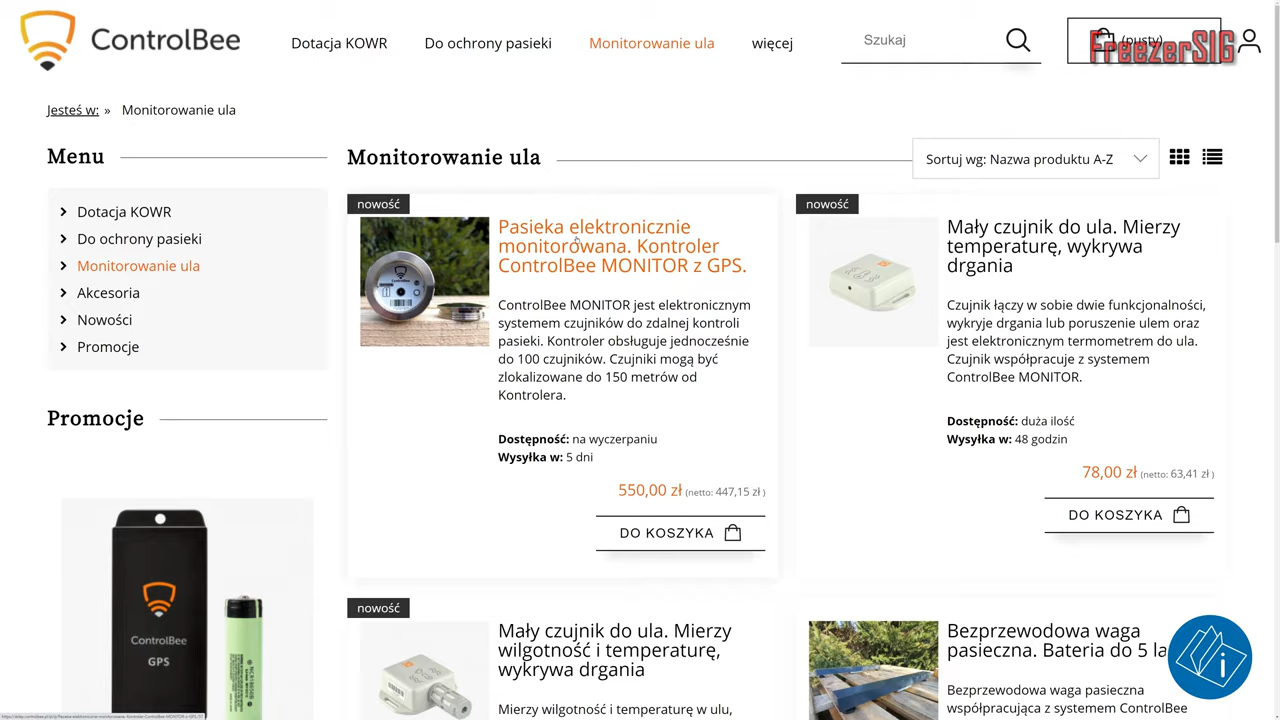 ControlBee
Dotacja KOWR
Do ochrony pasieki
Monitorowanie ula
więcej
Szukaj
(pusty)
FreezerSIG
Jesteś w: » Monitorowanie ula
Menu
Dotacja KOWR
Do ochrony pasieki
Monitorowanie ula
Akcesoria
Nowości
Promocje
Promocje
ControlBee
GPS
Monitorowanie ula
Sortuj wg: Nazwa produktu A-Z
nowość
Pasieka elektronicznie
monitorowana. Kontroler
ControlBee MONITOR z GPS.
ControlBee MONITOR jest elektronicznym
systemem czujników do zdalnej kontroli
pasieki. Kontroler obsługuje jednocześnie
do 100 czujników. Czujniki mogą być
zlokalizowane do 150 metrów od
Kontrolera.
Dostępność: na wyczerpaniu
Wysyłka w: 5 dni
550,00 zł (netto: 447,15 zł )
DO KOSZYKA
nowość
Mały czujnik do ula. Mierzy
temperaturę, wykrywa
drgania
Czujnik łączy w sobie dwie funkcjonalności,
wykryje drgania lub poruszenie ulem oraz
jest elektronicznym termometrem do ula.
Czujnik współpracuje z systemem
ControlBee MONITOR.
Dostępność: duża ilość
Wysyłka w: 48 godzin
78,00 zł (netto: 63,41 zł )
DO KOSZYKA
nowość
Mały czujnik do ula. Mierzy
wilgotność i temperaturę,
wykrywa drgania
Mierzy wilgotność i temperaturę w ulu,
Bezprzewodowa waga
pasieczna. Bateria do 5
Bezprzewodowa waga pasieczna
współpracująca z systemem ControlBee